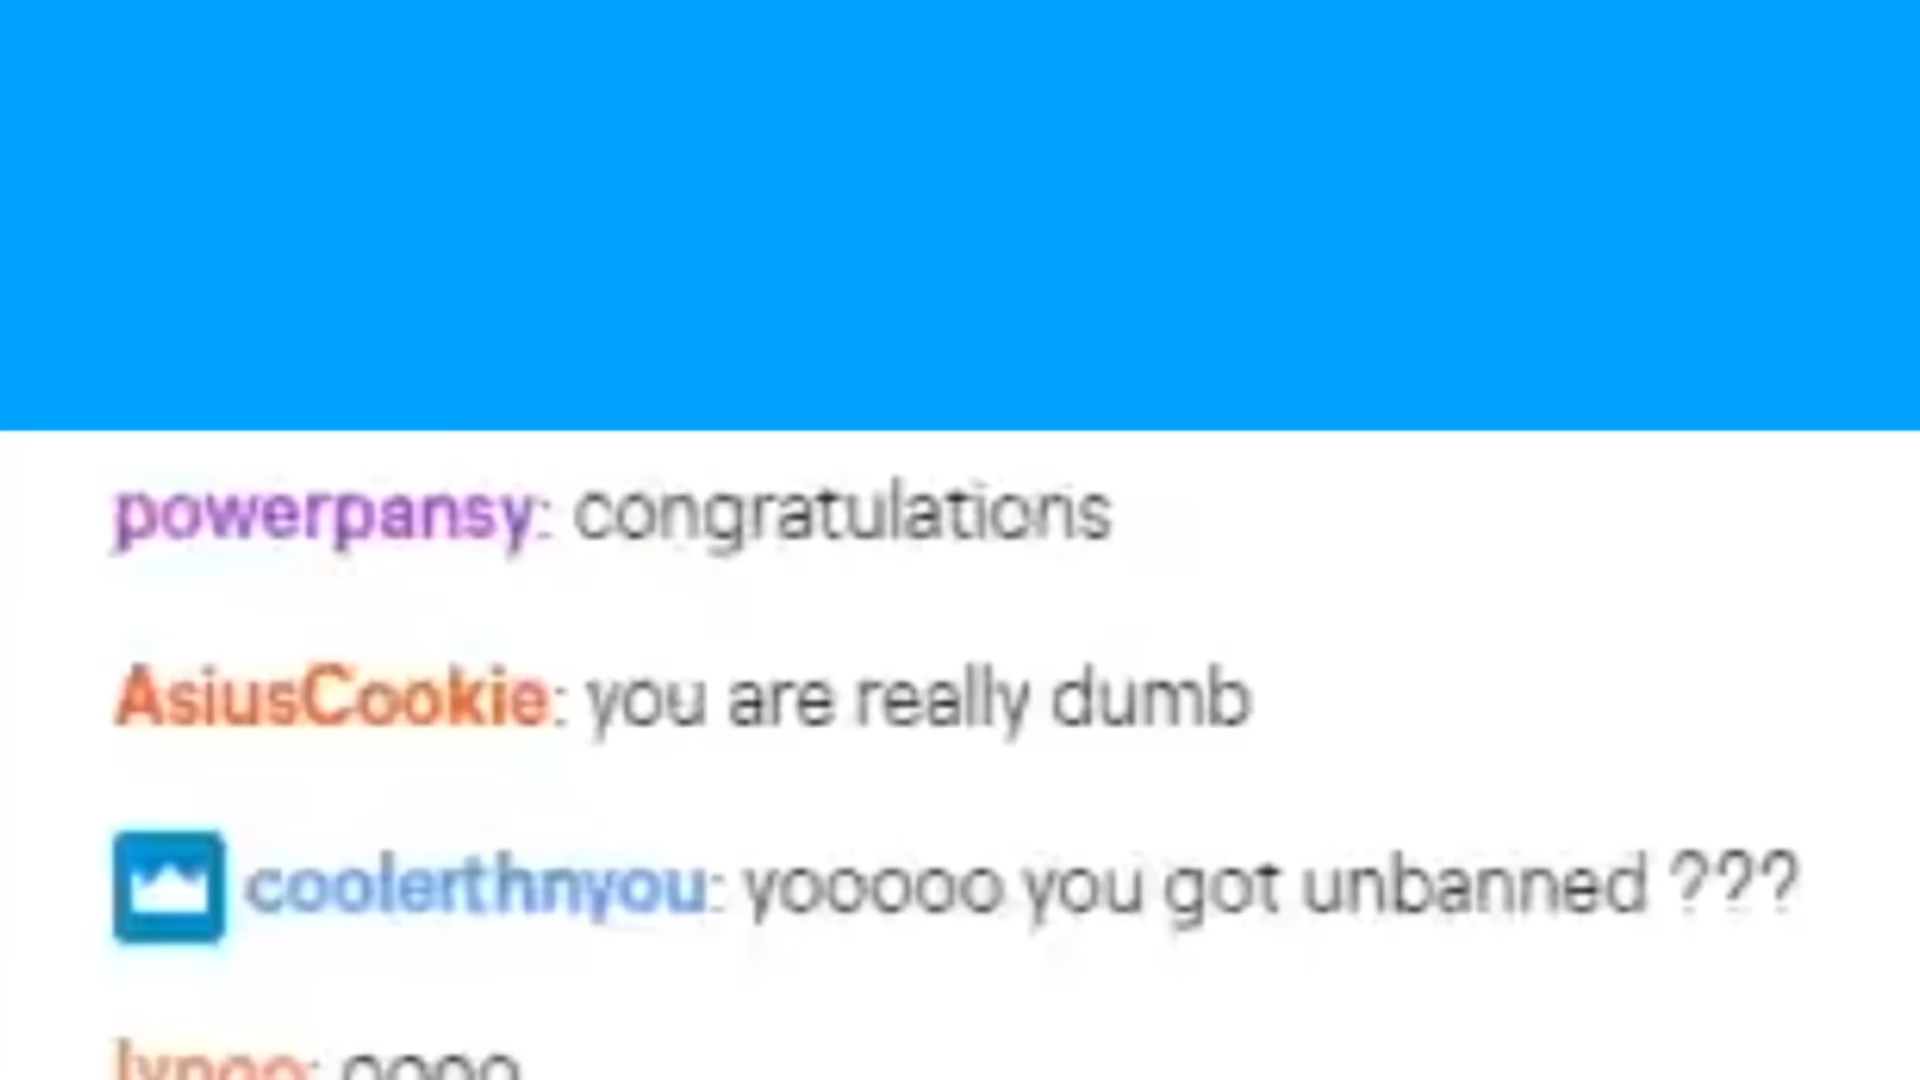 powerpansy: congratulations
AsiusCookie: you are really dumb
coolerthnyou: yooooo you got unbanned ???